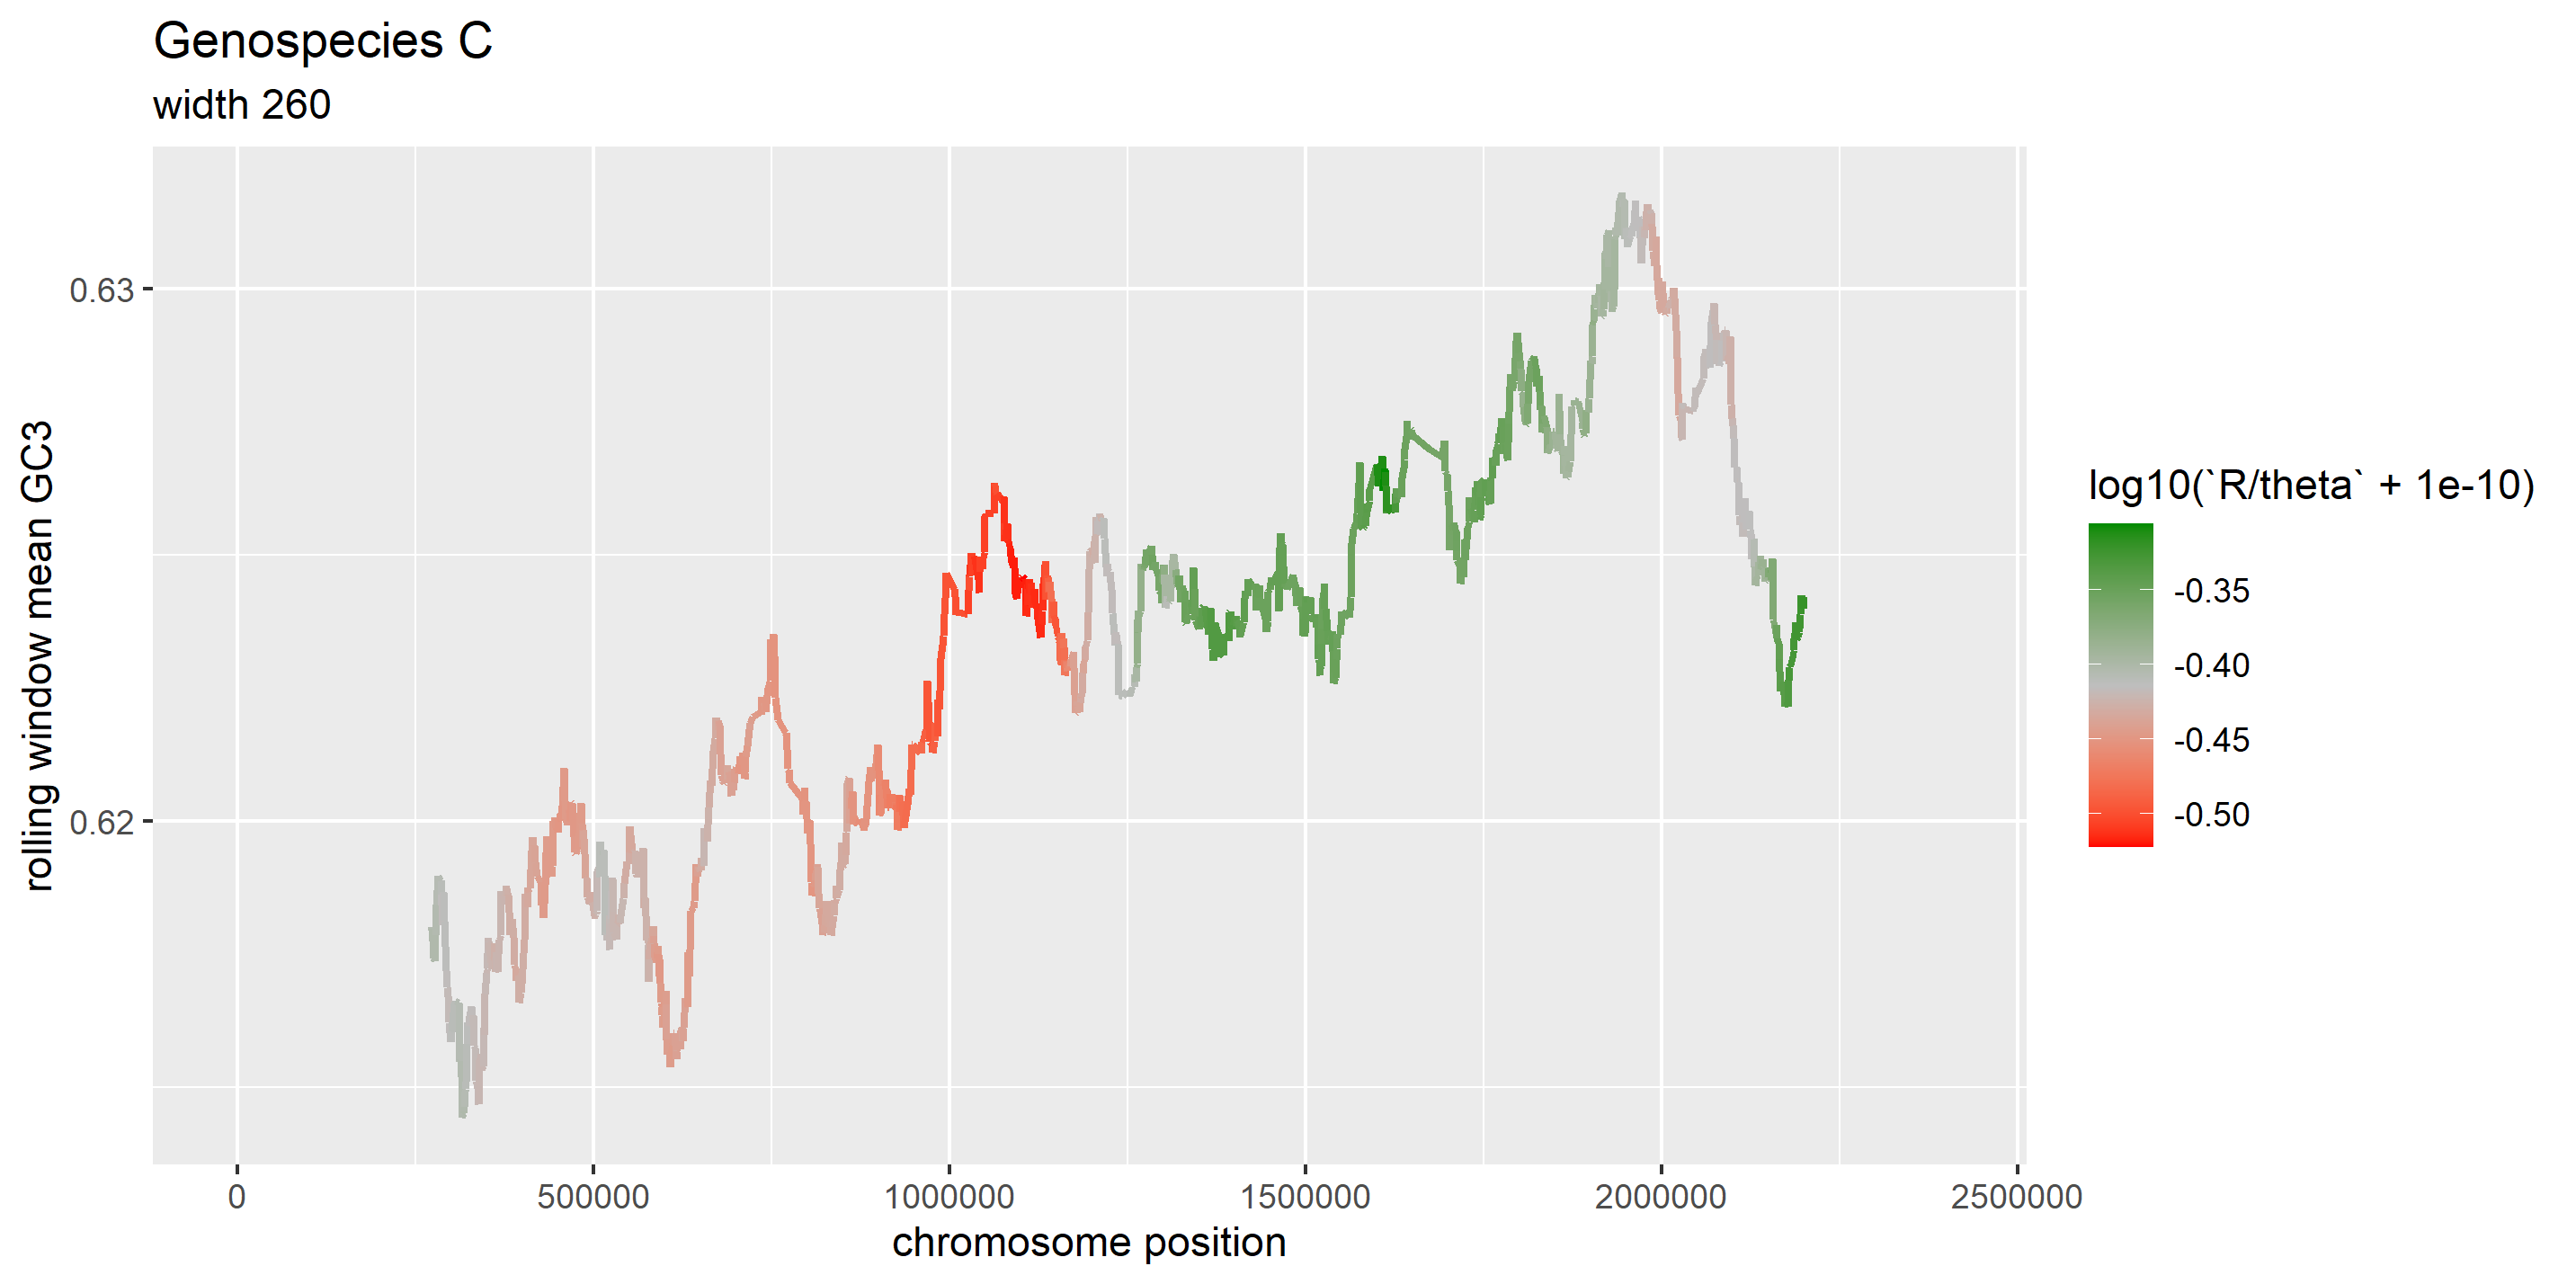 Genospecies C
width 260
rolling window mean GC3
0.63
0.62
0
500000
1000000
1500000
2000000
2500000
chromosome position
log10(`R/theta` + 1e-10)
-0.35
-0.40
-0.45
-0.50